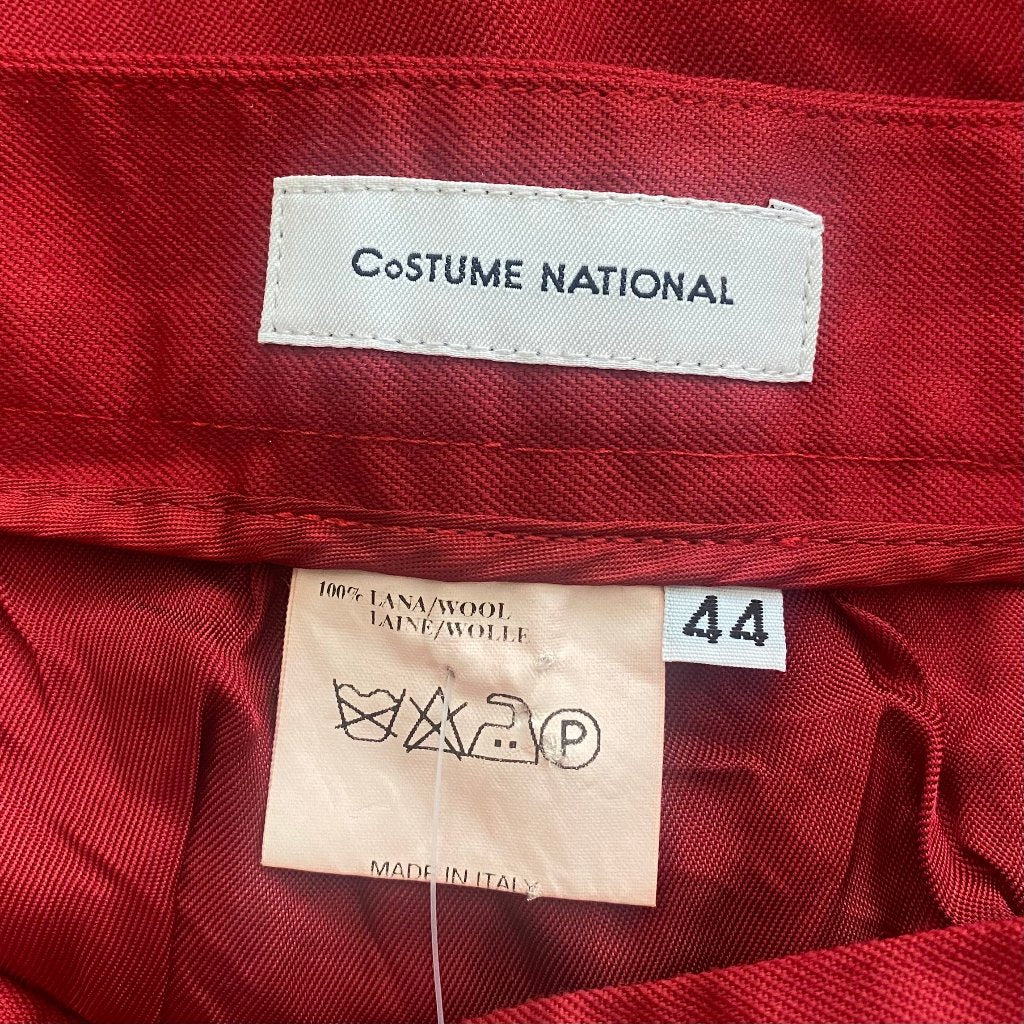 CoSTUME NATIONAL
100% LANA/WOOL
LAINE/WOLLE
44
P
MADE IN ITALY